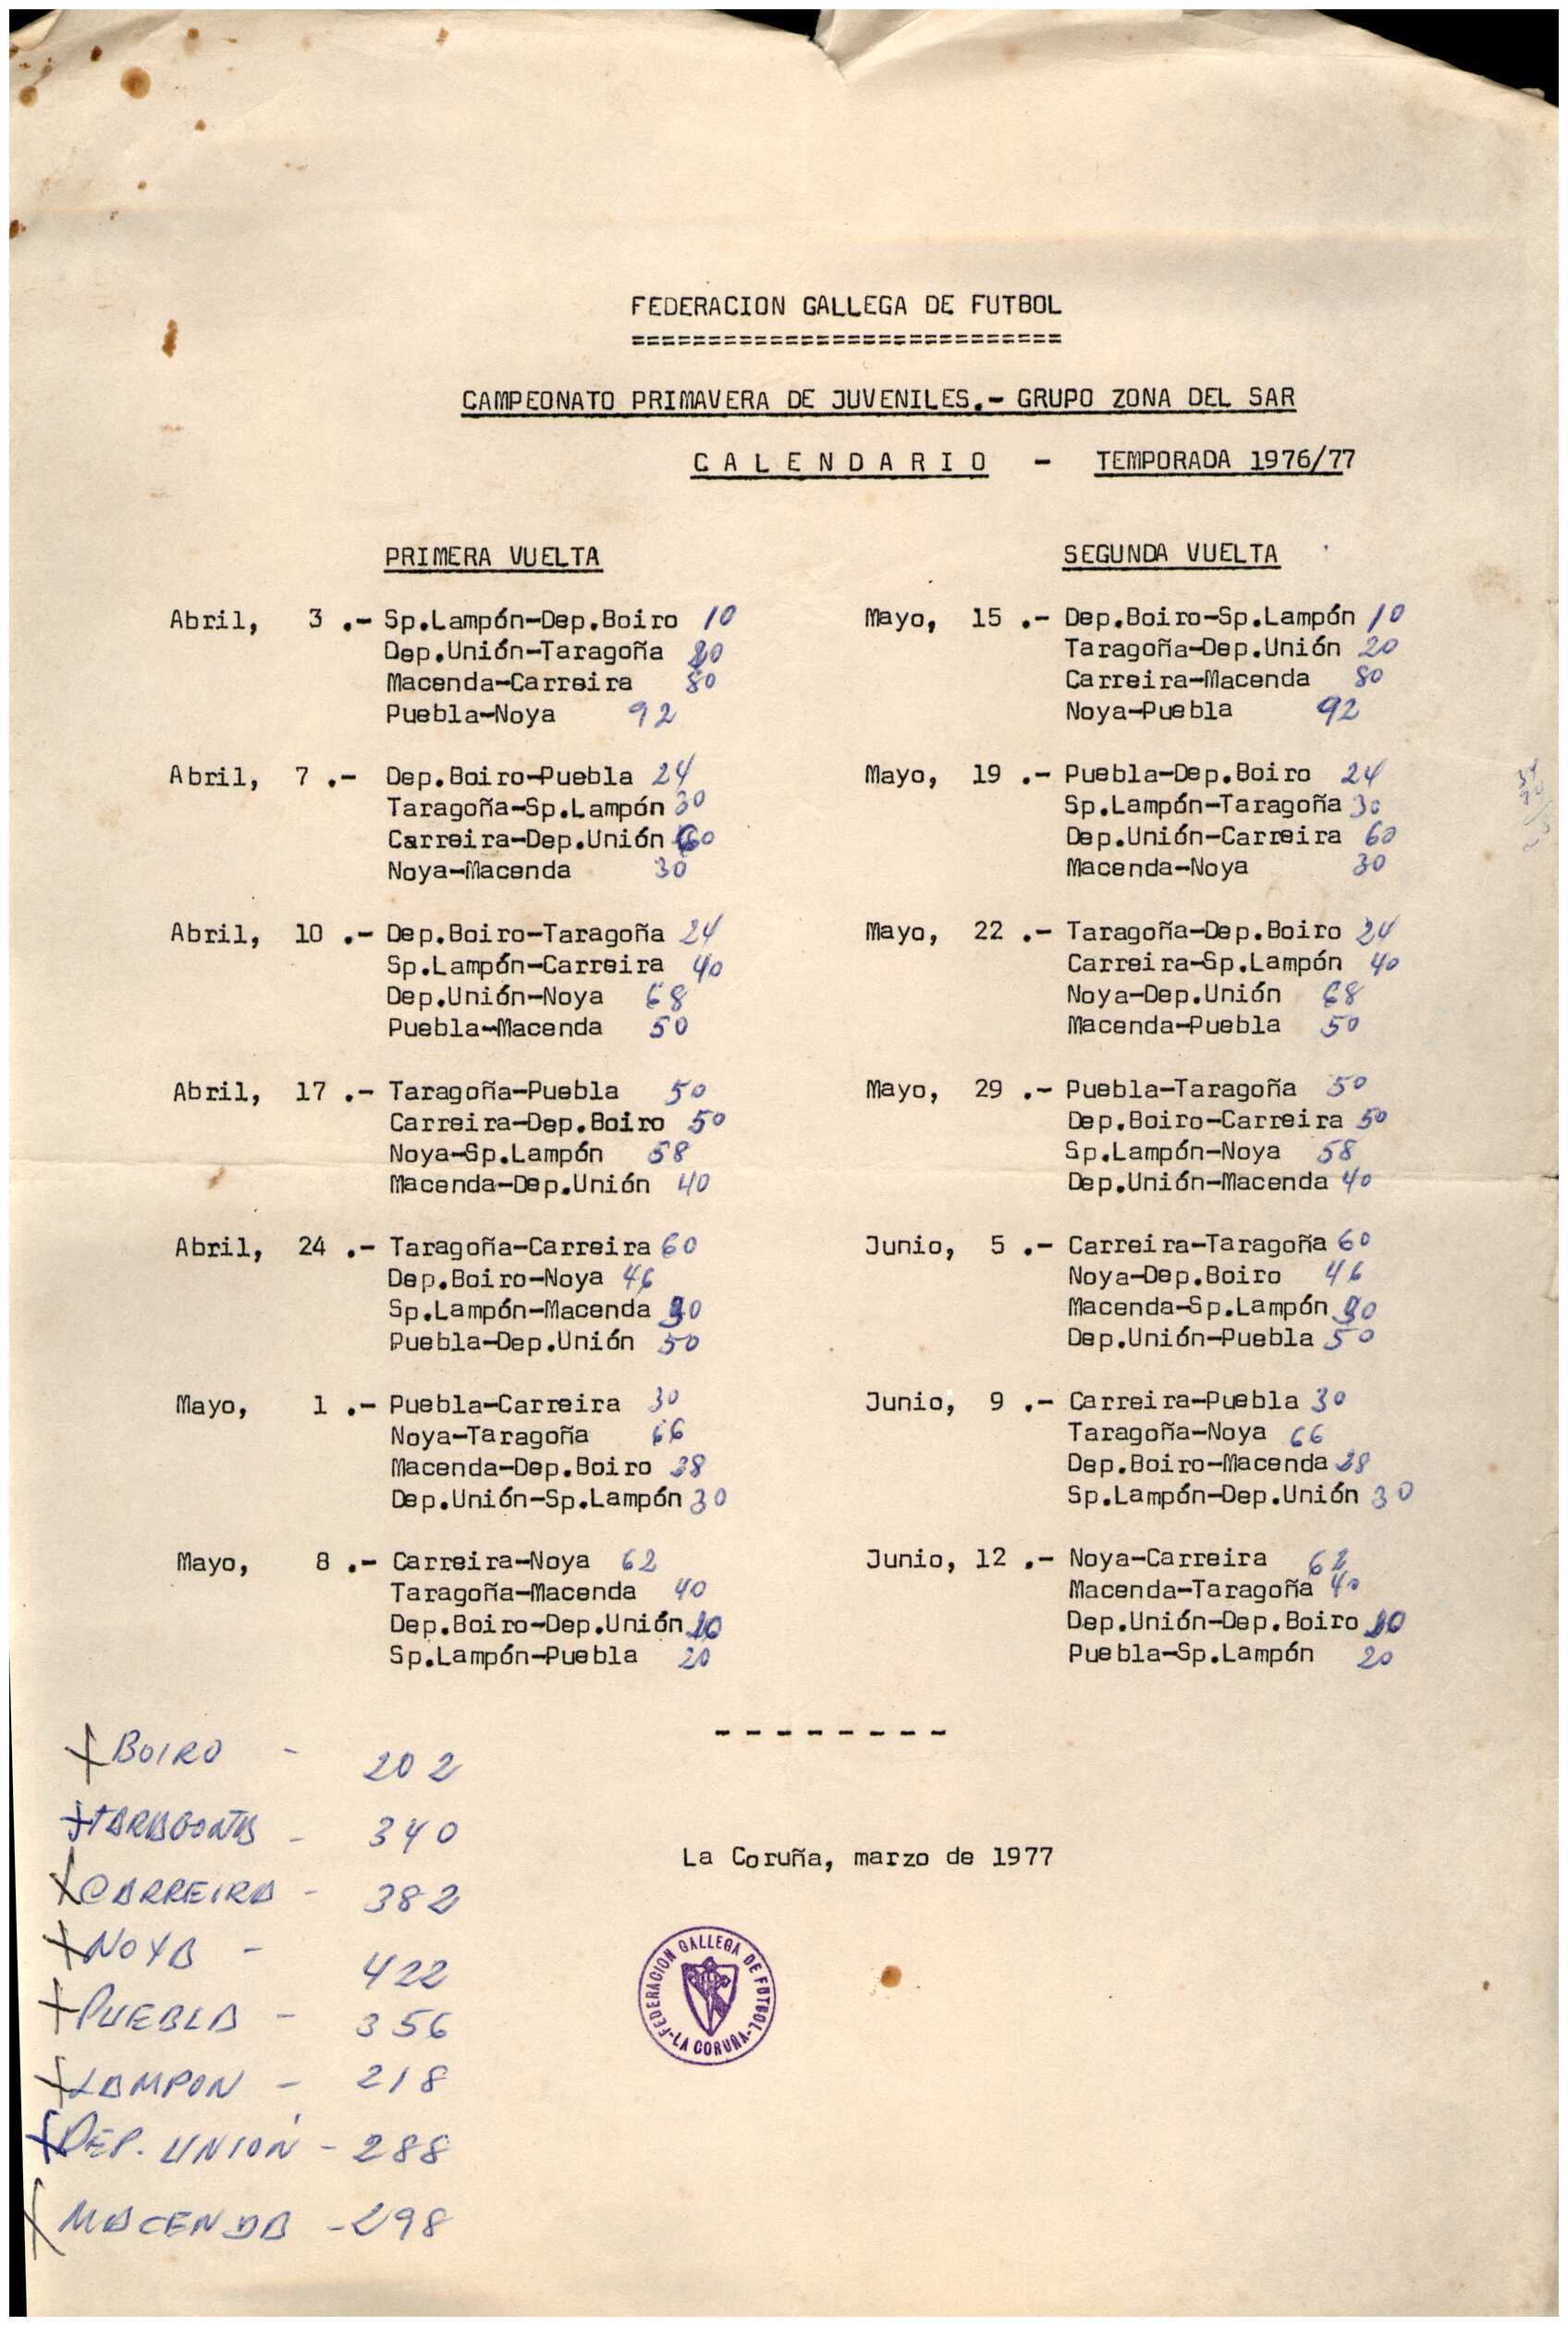 FEDERACION GALLEGA DE FUTBOL
============================
CAMPEONATO PRIMAVERA DE JUVENILES.- GRUPO ZONA DEL SAR
C A L E N D A R I O - TEMPORADA 1976/77
PRIMERA VUELTA
Abril, 3 .- Sp.Lampón-Dep.Boiro 10
Dep.Unión-Taragoña 20
Macenda-Carreira 80
Puebla-Noya 92
Abril, 7 .- Dep.Boiro-Puebla 24
Taragoña-Sp.Lampón 30
Carreira-Dep.Unión 60
Noya-Macenda 30
Abril, 10 .- Dep.Boiro-Taragoña 24
Sp.Lampón-Carreira 40
Dep.Unión-Noya 68
Puebla-Macenda 50
Abril, 17 .- Taragoña-Puebla 50
Carreira-Dep.Boiro 50
Noya-Sp.Lampón 58
Macenda-Dep.Unión 40
Abril, 24 .- Taragoña-Carreira 60
Dep.Boiro-Noya 46
Sp.Lampón-Macenda
Puebla-Dep.Unión 50
Mayo, 1 .- Puebla-Carreira 30
Noya-Taragoña 66
Macenda-Dep.Boiro 28
Dep.Unión-Sp.Lampón 30
Mayo, 8 .- Carreira-Noya 62
Taragoña-Macenda 40
Dep.Boiro-Dep.Unión 20
Sp.Lampón-Puebla 20
SEGUNDA VUELTA
Mayo, 15 .- Dep.Boiro-Sp.Lampón 10
Taragoña-Dep.Unión 20
Carreira-Macenda 80
Noya-Puebla 92
Mayo, 19 .- Puebla-Dep.Boiro 24
Sp.Lampón-Taragoña 30
Dep.Unión-Carreira 60
Macenda-Noya 30
Mayo, 22 .- Taragoña-Dep.Boiro 24
Carreira-Sp.Lampón 40
Noya-Dep.Unión 68
Macenda-Puebla 50
Mayo, 29 .- Puebla-Taragoña 50
Dep.Boiro-Carreira 50
Sp.Lampón-Noya 58
Dep.Unión-Macenda 40
Junio, 5 .- Carreira-Taragoña 60
Noya-Dep.Boiro 46
Macenda-Sp.Lampón
Dep.Unión-Puebla 50
Junio, 9 .- Carreira-Puebla 30
Taragoña-Noya 66
Dep.Boiro-Macenda 28
Sp.Lampón-Dep.Unión 30
Junio, 12 .- Noya-Carreira 62
Macenda-Taragoña 40
Dep.Unión-Dep.Boiro 20
Puebla-Sp.Lampón 20
- - - - - - - -
BOIRO - 202
TARAGOÑA - 340
CARREIRA - 382
NOYA - 422
PUEBLA - 356
LAMPON - 218
DEP. UNIÓN - 288
MACENDA - 298
La Coruña, marzo de 1977
FEDERACION GALLEGA DE FUTBOL
-LA CORUÑA-